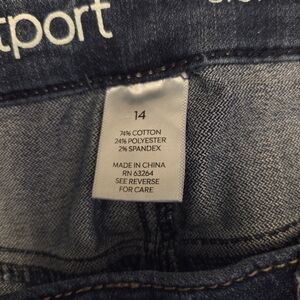 tport
14
74% COTTON
24% POLYESTER
2% SPANDEX
MADE IN CHINA
RN 63264
SEE REVERSE
FOR CARE